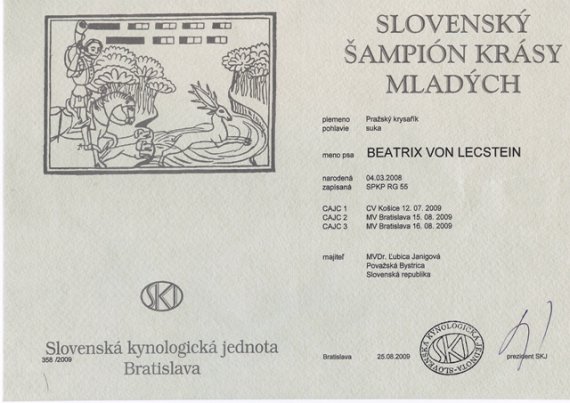 SLOVENSKÝ
ŠAMPIÓN KRÁSY
MLADÝCH
plemeno Pražský krysařík
pohlavie suka
meno psa BEATRIX VON LECSTEIN
narodená 04.03.2008
zapísaná SPKP RG 55
CAJC 1 CV Košice 12. 07. 2009
CAJC 2 MV Bratislava 15. 08. 2009
CAJC 3 MV Bratislava 16. 08. 2009
majiteľ MVDr. Ľubica Janigová
Považská Bystrica
Slovenská republika
SKJ
Slovenská kynologická jednota
358 /2009
Bratislava
Bratislava 25.08.2009
SLOVENSKÁ KYNOLOGICKÁ JEDNOTA
SKJ
prezident SKJ